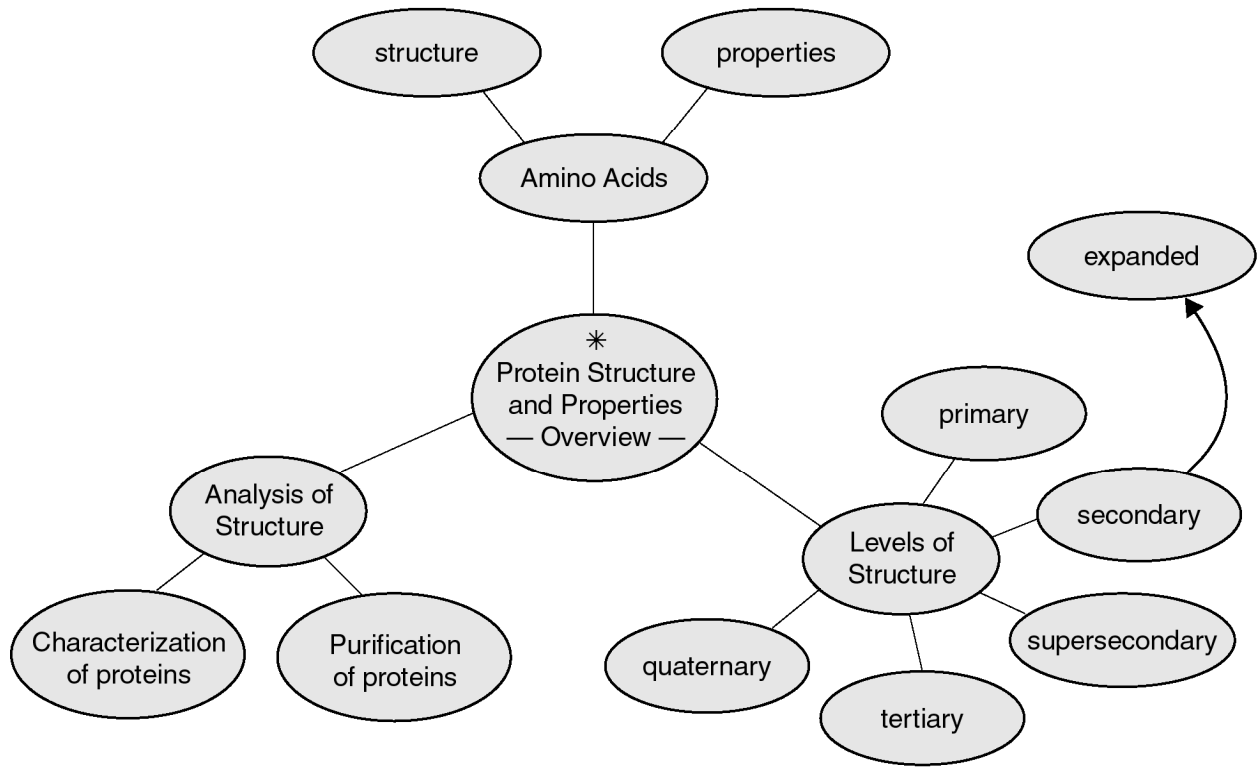 structure
properties
Amino Acids
expanded
✳
Protein Structure
and Properties
— Overview —
primary
Analysis of
Structure
secondary
Levels of
Structure
Characterization
of proteins
Purification
of proteins
quaternary
supersecondary
tertiary